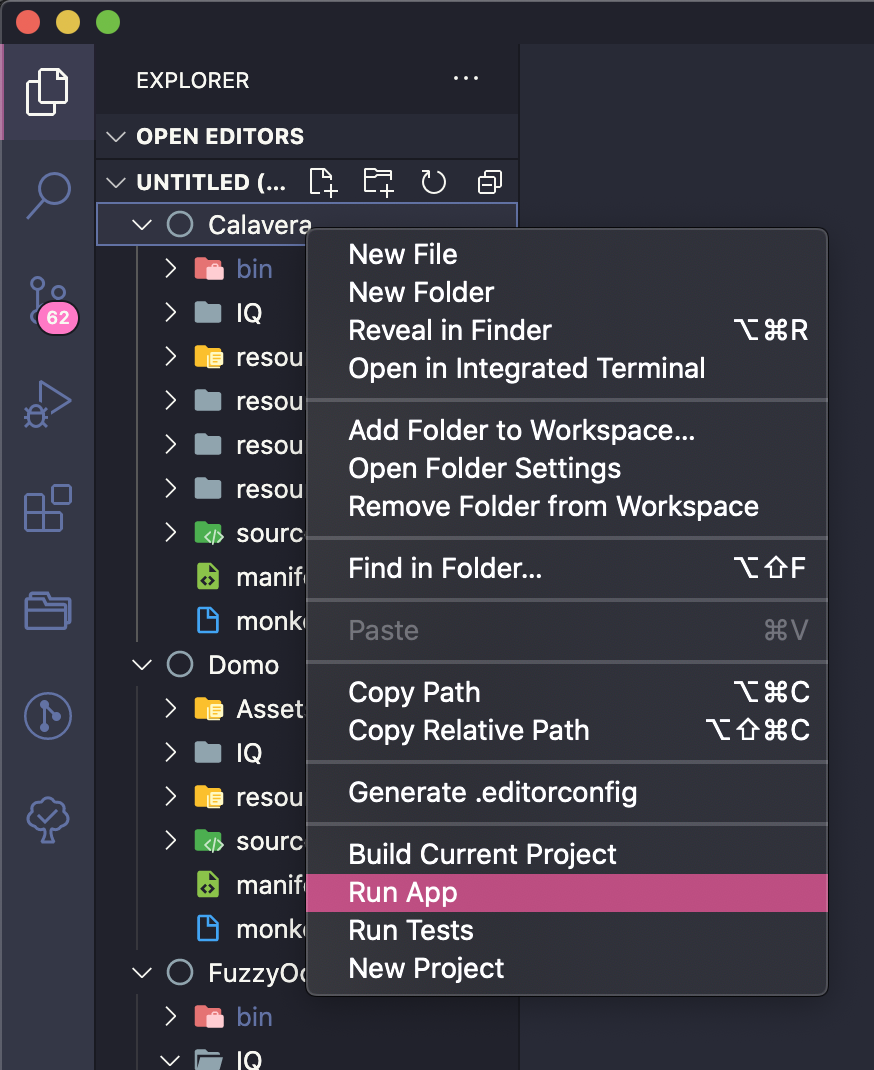 EXPLORER
OPEN EDITORS
UNTITLED (...
Calavera
bin
IQ
resou
resou
resou
resou
sourc
manif
monke
Domo
Asset
IQ
resou
sourc
manif
monke
FuzzyOc
bin
IQ
62
New File
New Folder
Reveal in Finder ⌥⌘R
Open in Integrated Terminal
Add Folder to Workspace...
Open Folder Settings
Remove Folder from Workspace
Find in Folder... ⌥⇧F
Paste ⌘V
Copy Path ⌥⌘C
Copy Relative Path ⌥⇧⌘C
Generate .editorconfig
Build Current Project
Run App
Run Tests
New Project